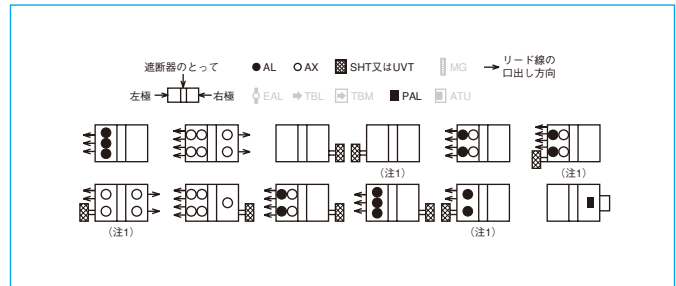 遮断器のとって
●AL ○AX SHT又はUVT MG リード線の口出し方向
左極 右極 EAL TBL TBM PAL ATU
(注1) (注1)
(注1) (注1)